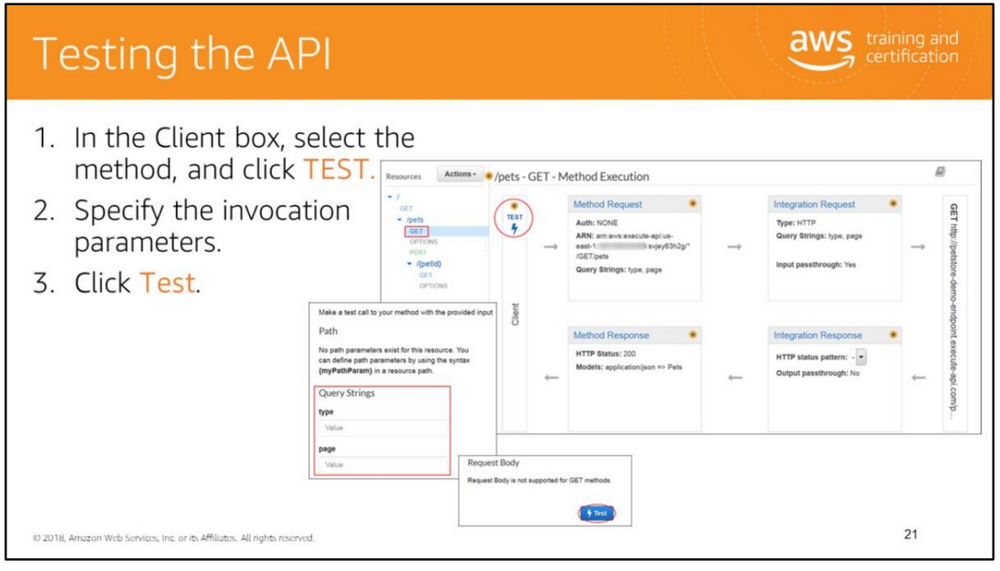 Testing the API
aws training and
certification
1. In the Client box, select the
method, and click TEST.
2. Specify the invocation
parameters.
3. Click Test.
Resources
Actions
/pets - GET - Method Execution
/
GET
/pets
GET
OPTIONS
POST
/{petId}
GET
OPTIONS
TEST
Client
Method Request
Auth: NONE
ARN: arn:aws:execute-api:us-
east-1: :svjey63h2g/*
/GET/pets
Query Strings: type, page
Integration Request
Type: HTTP
Query Strings: type, page
Input passthrough: Yes
GET http://petstore-demo-endpoint.execute-api.com/p...
Method Response
HTTP Status: 200
Models: application/json => Pets
Integration Response
HTTP status pattern: -
Output passthrough: No
Make a test call to your method with the provided input
Path
No path parameters exist for this resource. You
can define path parameters by using the syntax
{myPathParam} in a resource path.
Query Strings
type
Value
page
Value
Request Body
Request Body is not supported for GET methods.
Test
© 2018, Amazon Web Services, Inc. or its Affiliates. All rights reserved.
21